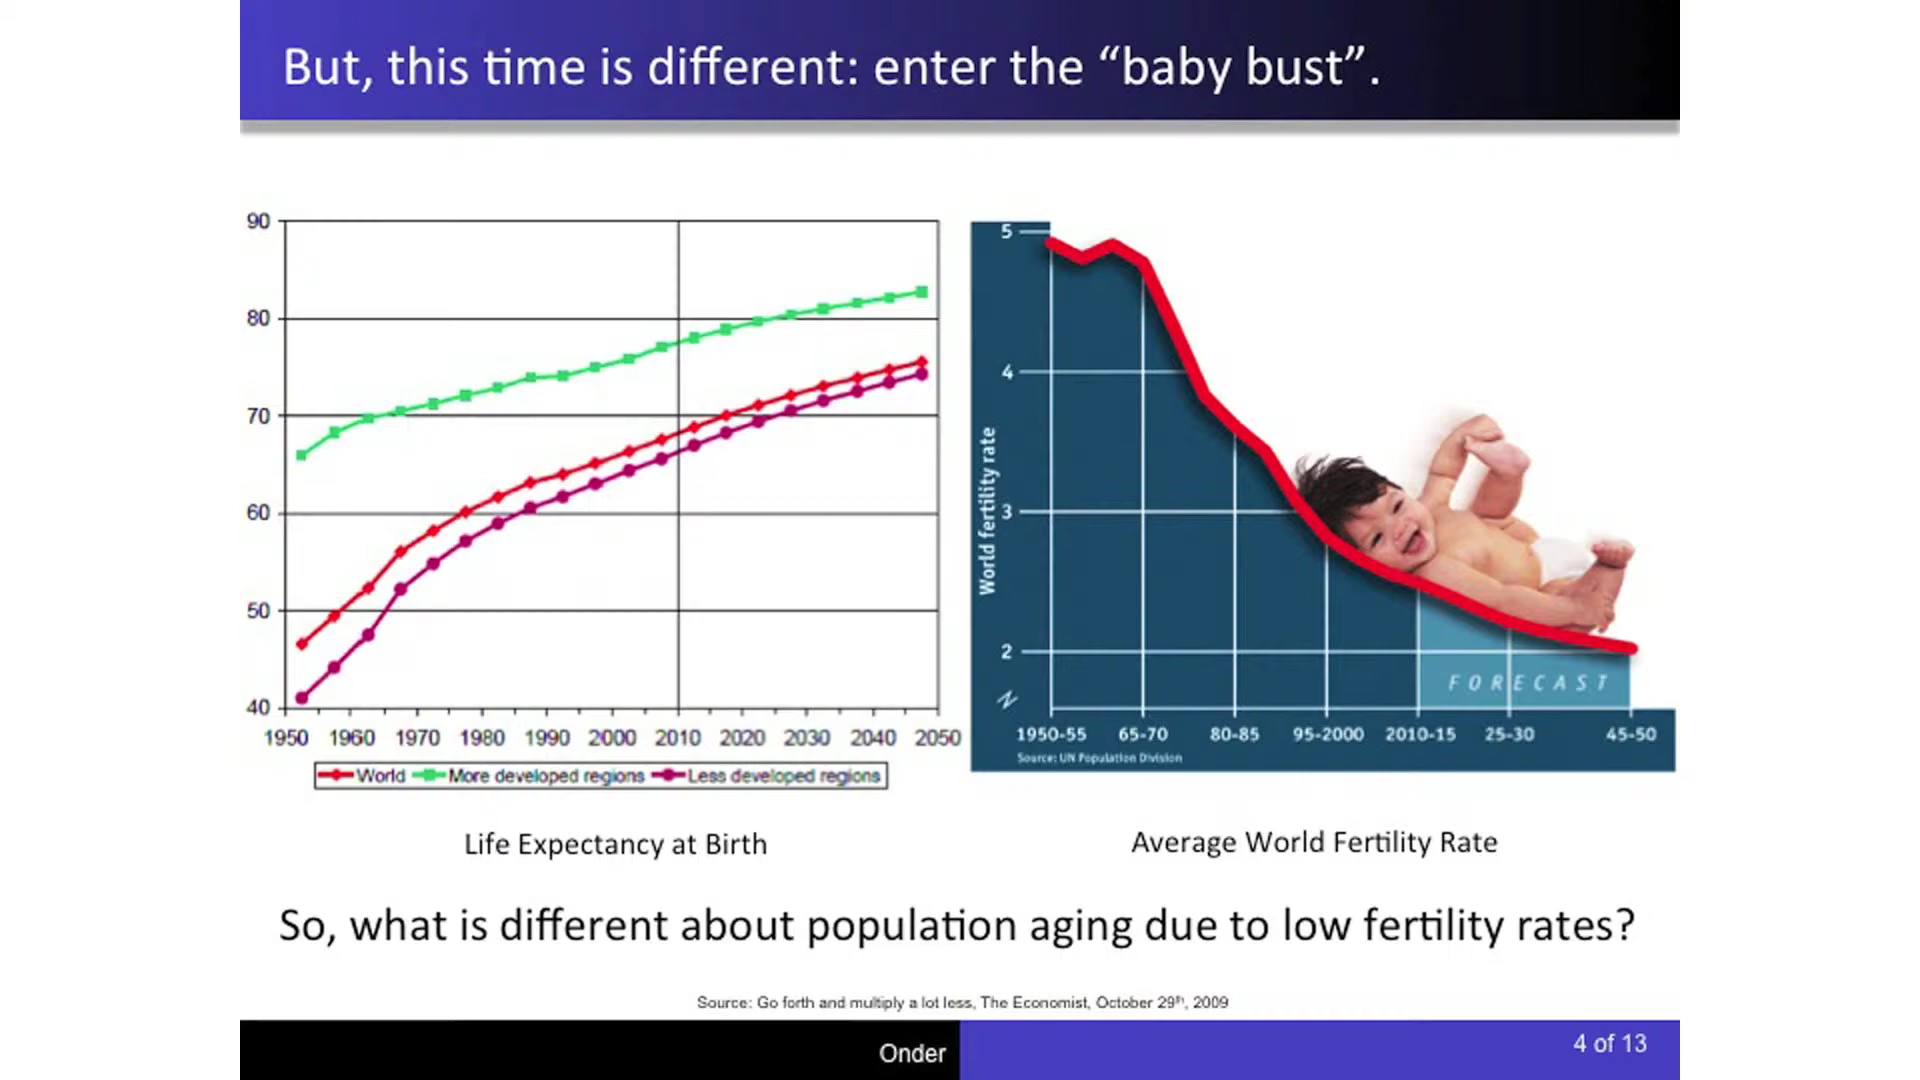 But, this time is different: enter the “baby bust”.
90
80
70
60
50
40
1950 1960 1970 1980 1990 2000 2010 2020 2030 2040 2050
World More developed regions Less developed regions
Life Expectancy at Birth
5
4
3
2
World fertility rate
FORECAST
1950-55 65-70 80-85 95-2000 2010-15 25-30 45-50
Source: UN Population Division
Average World Fertility Rate
So, what is different about population aging due to low fertility rates?
Source: Go forth and multiply a lot less, The Economist, October 29th, 2009
Onder
4 of 13